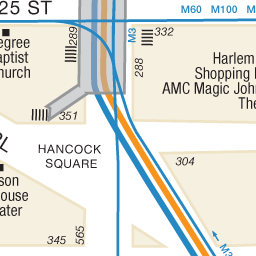 25 ST
M60 M100 M
egree
aptist
hurch
289
M3
332
288
Harlem
Shopping
AMC Magic Joh
The
351
HANCOCK
SQUARE
304
son
ouse
ater
345
565
M3